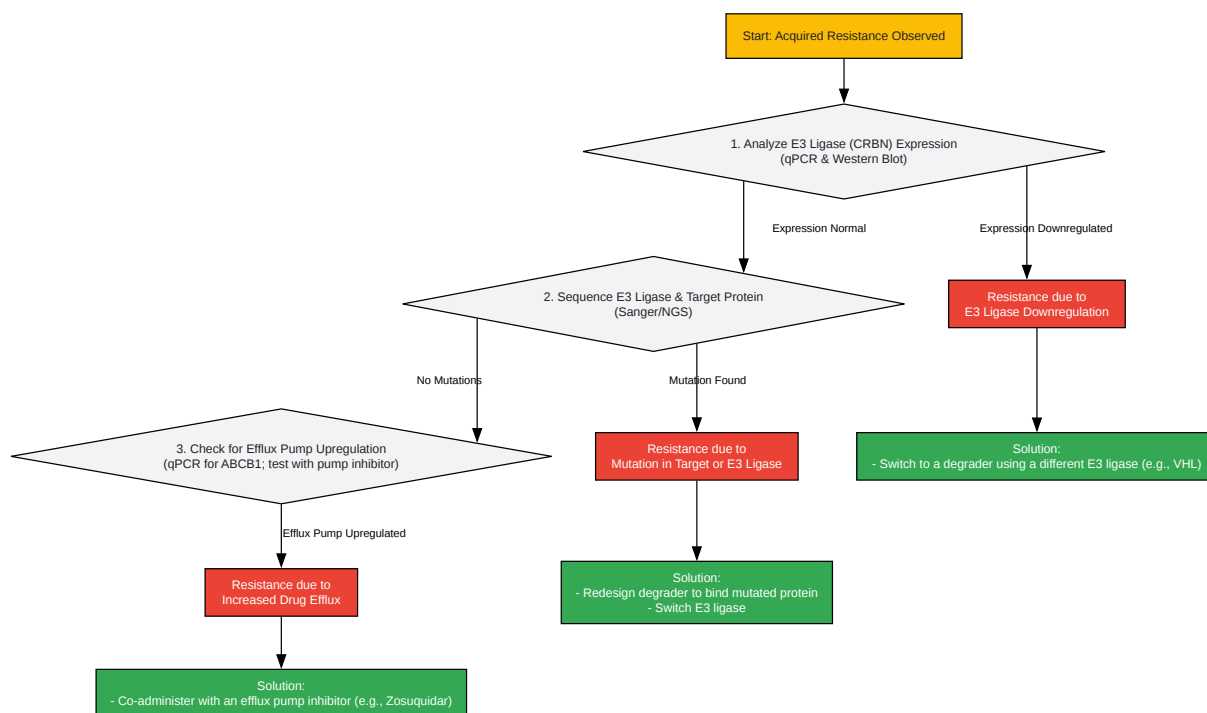 Start: Acquired Resistance Observed
1. Analyze E3 Ligase (CRBN) Expression
(qPCR & Western Blot)
Expression Normal
Expression Downregulated
2. Sequence E3 Ligase & Target Protein
(Sanger/NGS)
Resistance due to
E3 Ligase Downregulation
No Mutations
Mutation Found
3. Check for Efflux Pump Upregulation
(qPCR for ABCB1; test with pump inhibitor)
Resistance due to
Mutation in Target or E3 Ligase
Solution:
- Switch to a degrader using a different E3 ligase (e.g., VHL)
Efflux Pump Upregulated
Resistance due to
Increased Drug Efflux
Solution:
- Redesign degrader to bind mutated protein
- Switch E3 ligase
Solution:
- Co-administer with an efflux pump inhibitor (e.g., Zosuquidar)